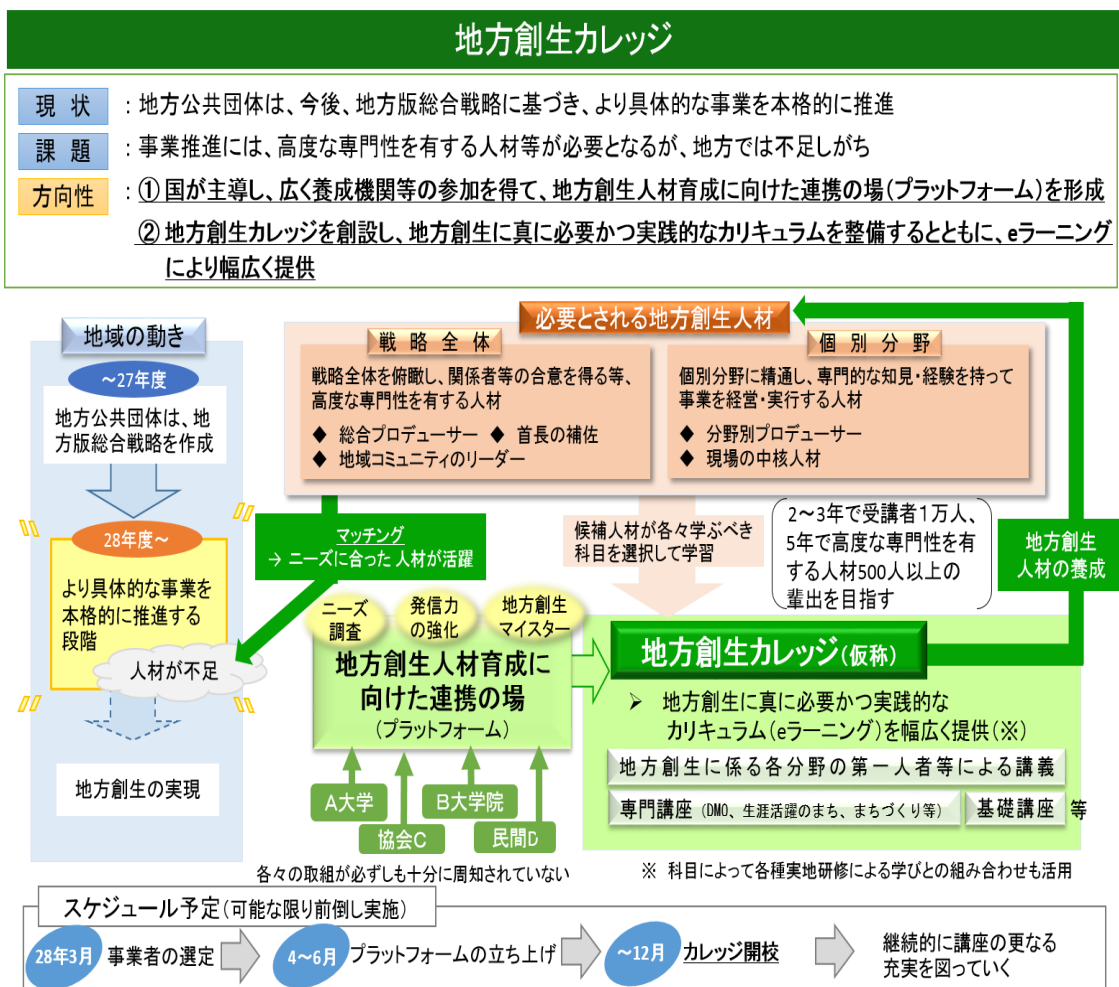 地方創生カレッジ
現 状 ：地方公共団体は、今後、地方版総合戦略に基づき、より具体的な事業を本格的に推進
課 題 ：事業推進には、高度な専門性を有する人材等が必要となるが、地方では不足しがち
方向性 ：① 国が主導し、広く養成機関等の参加を得て、地方創生人材育成に向けた連携の場（プラットフォーム）を形成
② 地方創生カレッジを創設し、地方創生に真に必要かつ実践的なカリキュラムを整備するとともに、eラーニング
により幅広く提供
地域の動き
～27年度
地方公共団体は、地
方版総合戦略を作成
28年度～
より具体的な事業を
本格的に推進する
段階
人材が不足
地方創生の実現
必要とされる地方創生人材
戦 略 全 体
戦略全体を俯瞰し、関係者等の合意を得る等、
高度な専門性を有する人材
◆ 総合プロデューサー ◆ 首長の補佐
◆ 地域コミュニティのリーダー
個 別 分 野
個別分野に精通し、専門的な知見・経験を持って
事業を経営・実行する人材
◆ 分野別プロデューサー
◆ 現場の中核人材
マッチング
→ ニーズに合った 人材が活躍
候補人材が各々学ぶべき
科目を選択して学習
2～3年で受講者1万人、
5年で高度な専門性を有
する人材500人以上の
輩出を目指す
地方創生
人材の養成
ニーズ
調査
発信力
の強化
地方創生
マイスター
地方創生人材育成に
向けた連携の場
（プラットフォーム）
A大学
協会C
B大学院
民間D
各々の取組が必ずしも十分に周知されていない
地方創生カレッジ（仮称）
➢ 地方創生に真に必要かつ実践的な
カリキュラム（eラーニング）を幅広く提供（※）
地方創生に係る各分野の第一人者等による講義
専門講座（DMO、生涯活躍のまち、まちづくり等）
基礎講座 等
※ 科目によって各種実地研修による学びとの組み合わせも活用
スケジュール予定（可能な限り前倒し実施）
28年3月 事業者の選定
4～6月 プラットフォームの立ち上げ
～12月 カレッジ開校
継続的に講座の更なる
充実を図っていく